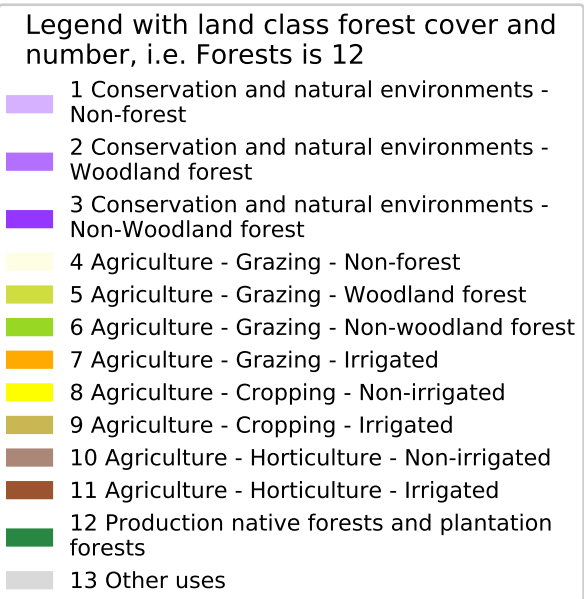 Legend with land class forest cover and
number, i.e. Forests is 12
1 Conservation and natural environments -
Non-forest
2 Conservation and natural environments -
Woodland forest
3 Conservation and natural environments -
Non-Woodland forest
4 Agriculture - Grazing - Non-forest
5 Agriculture - Grazing - Woodland forest
6 Agriculture - Grazing - Non-woodland forest
7 Agriculture - Grazing - Irrigated
8 Agriculture - Cropping - Non-irrigated
9 Agriculture - Cropping - Irrigated
10 Agriculture - Horticulture - Non-irrigated
11 Agriculture - Horticulture - Irrigated
12 Production native forests and plantation
forests
13 Other uses